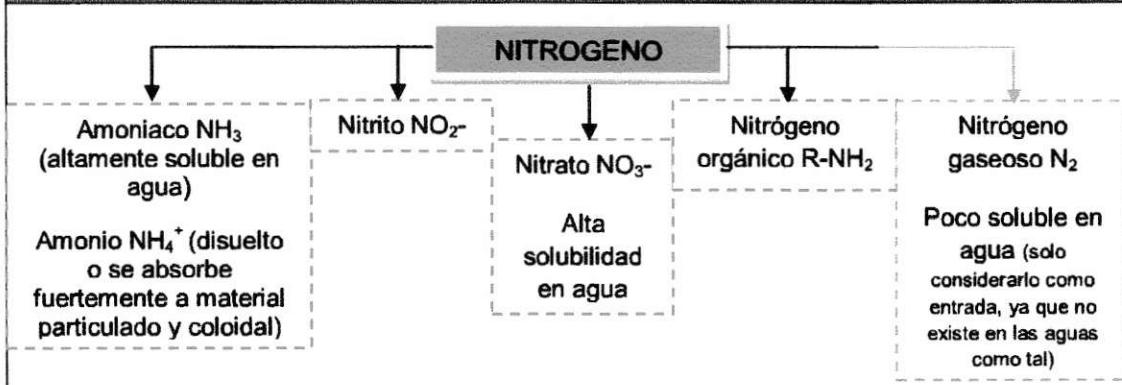 NITROGENO
Amoniaco NH₃
(altamente soluble en
agua)
Amonio NH₄⁺ (disuelto
o se absorbe
fuertemente a material
particulado y coloidal)
Nitrito NO₂-
Nitrato NO₃-
Alta
solubilidad
en agua
Nitrógeno
orgánico R-NH₂
Nitrógeno
gaseoso N₂
Poco soluble en
agua (solo
considerarlo como
entrada, ya que no
existe en las aguas
como tal)